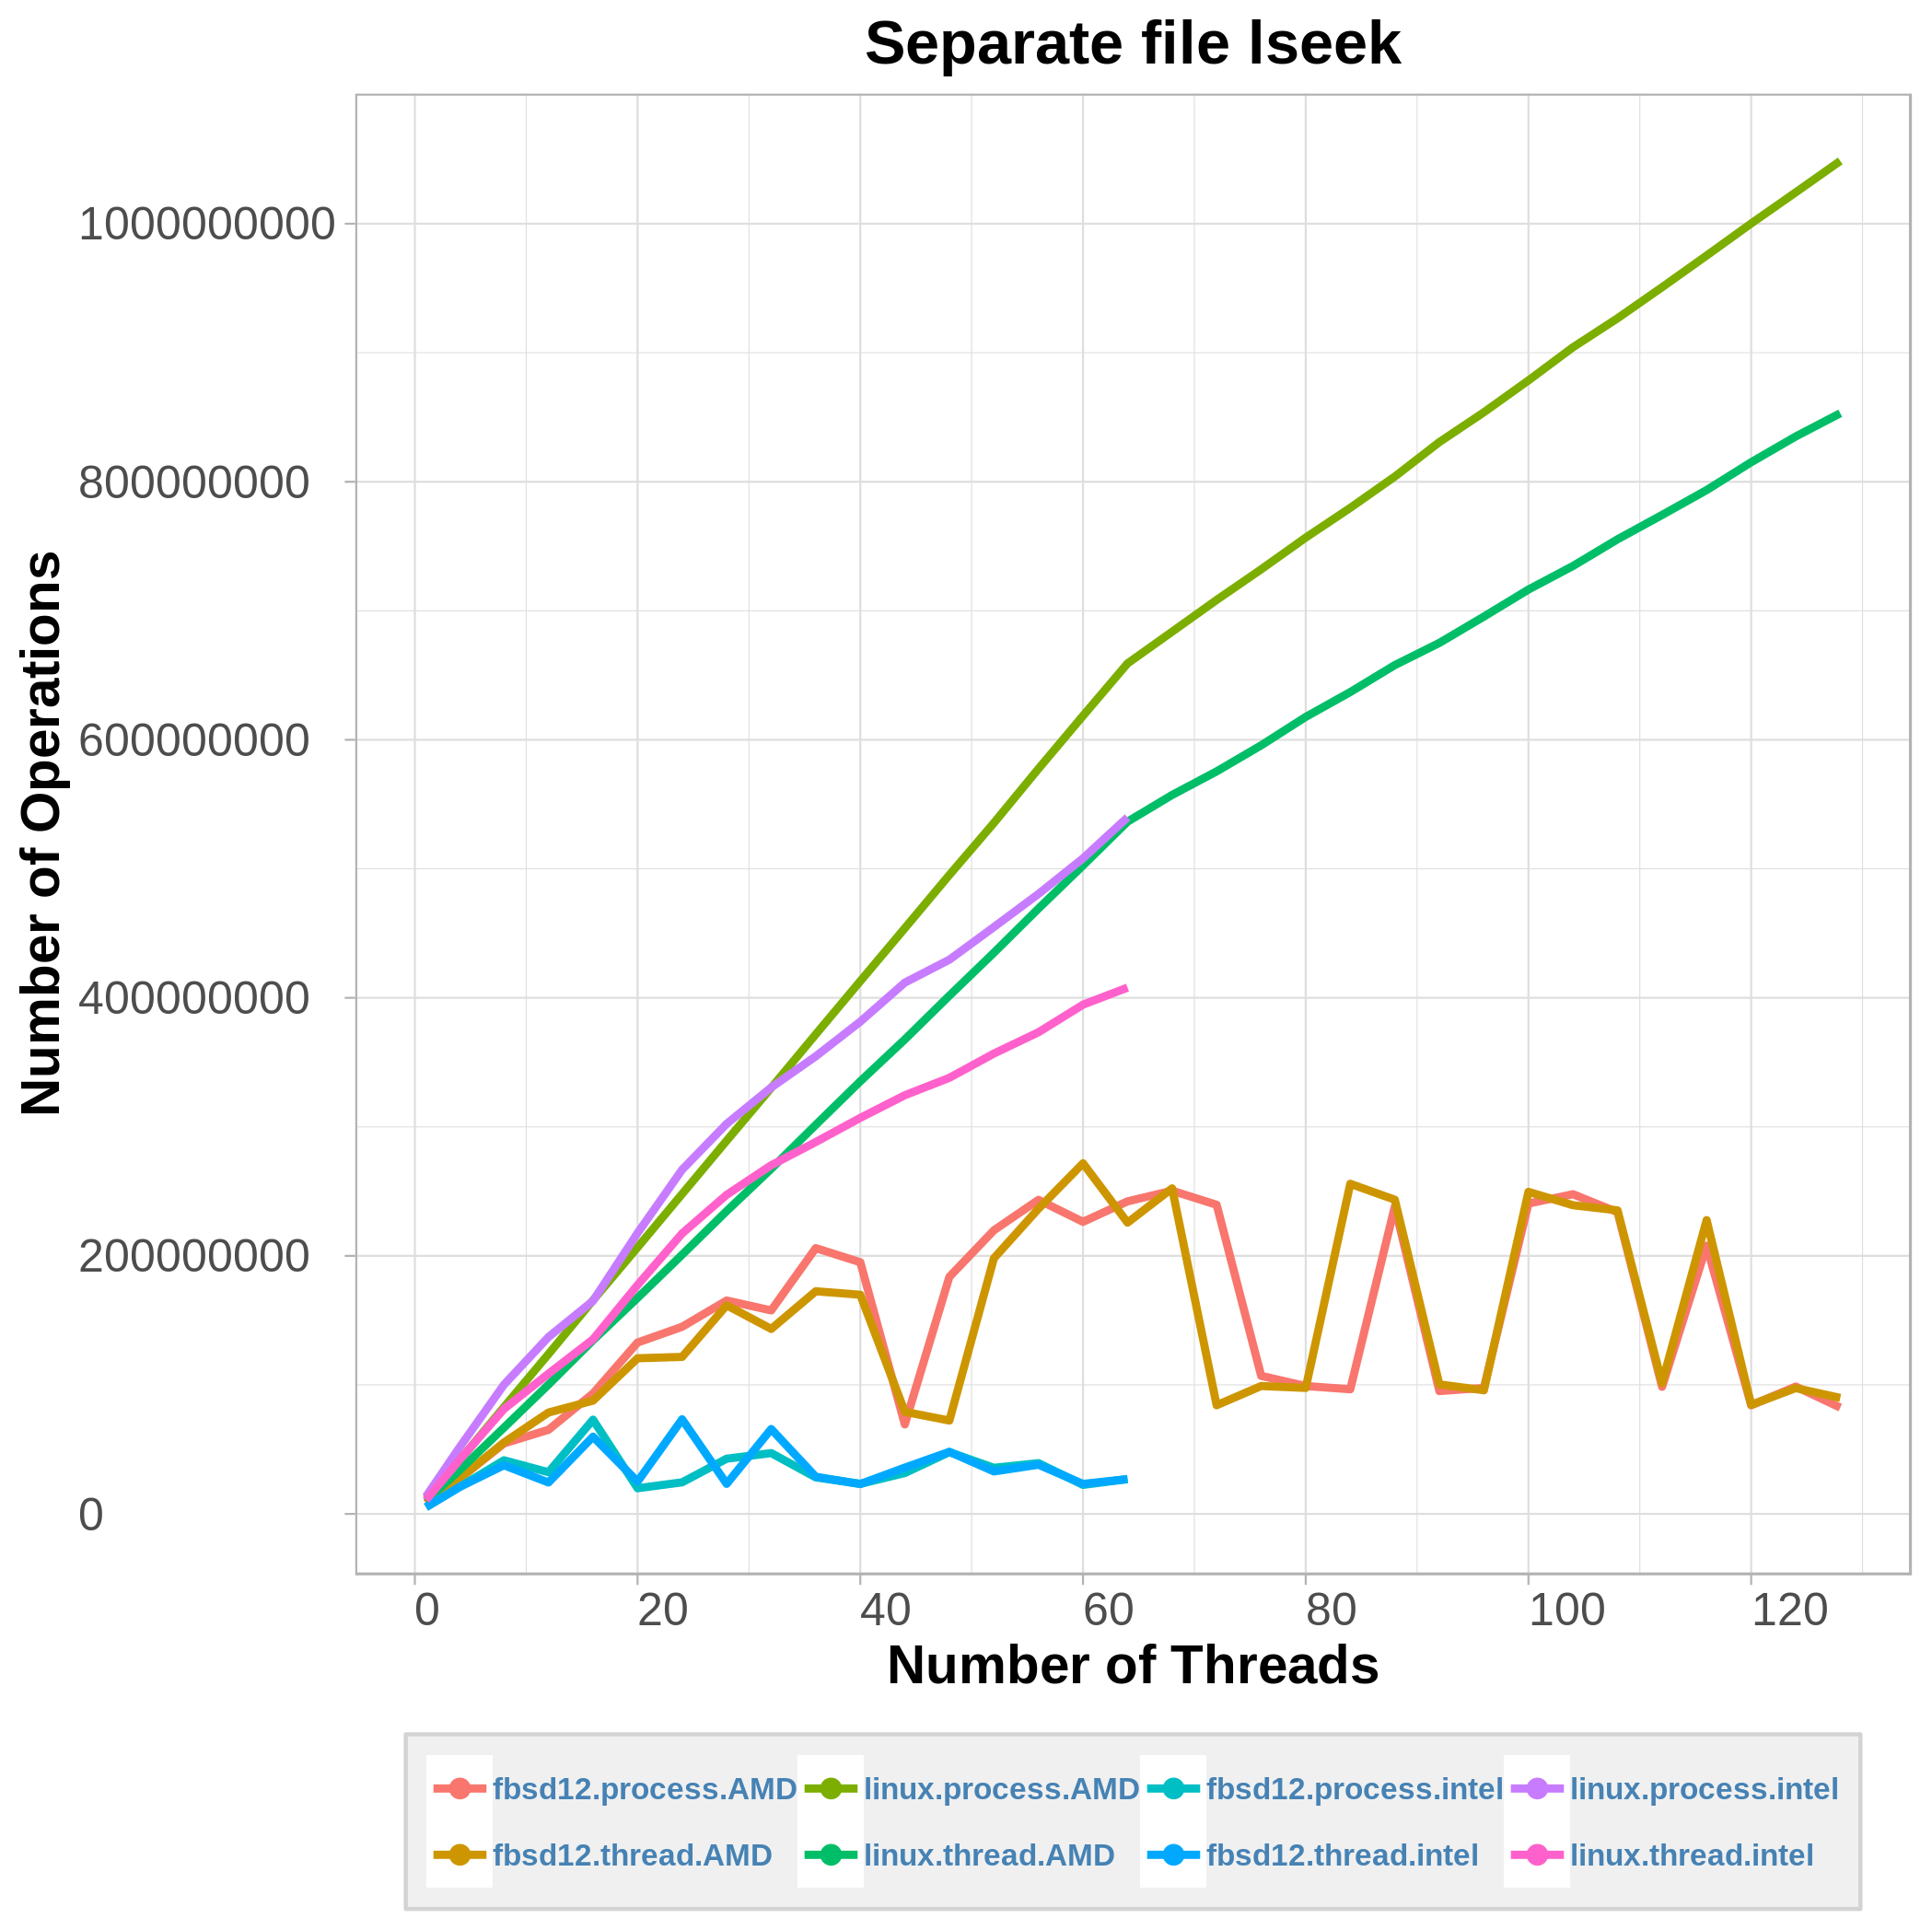 Separate file lseek
Number of Operations
1000000000
800000000
600000000
400000000
200000000
0
0 20 40 60 80 100 120
Number of Threads
fbsd12.process.AMD linux.process.AMD fbsd12.process.intel linux.process.intel
fbsd12.thread.AMD linux.thread.AMD fbsd12.thread.intel linux.thread.intel